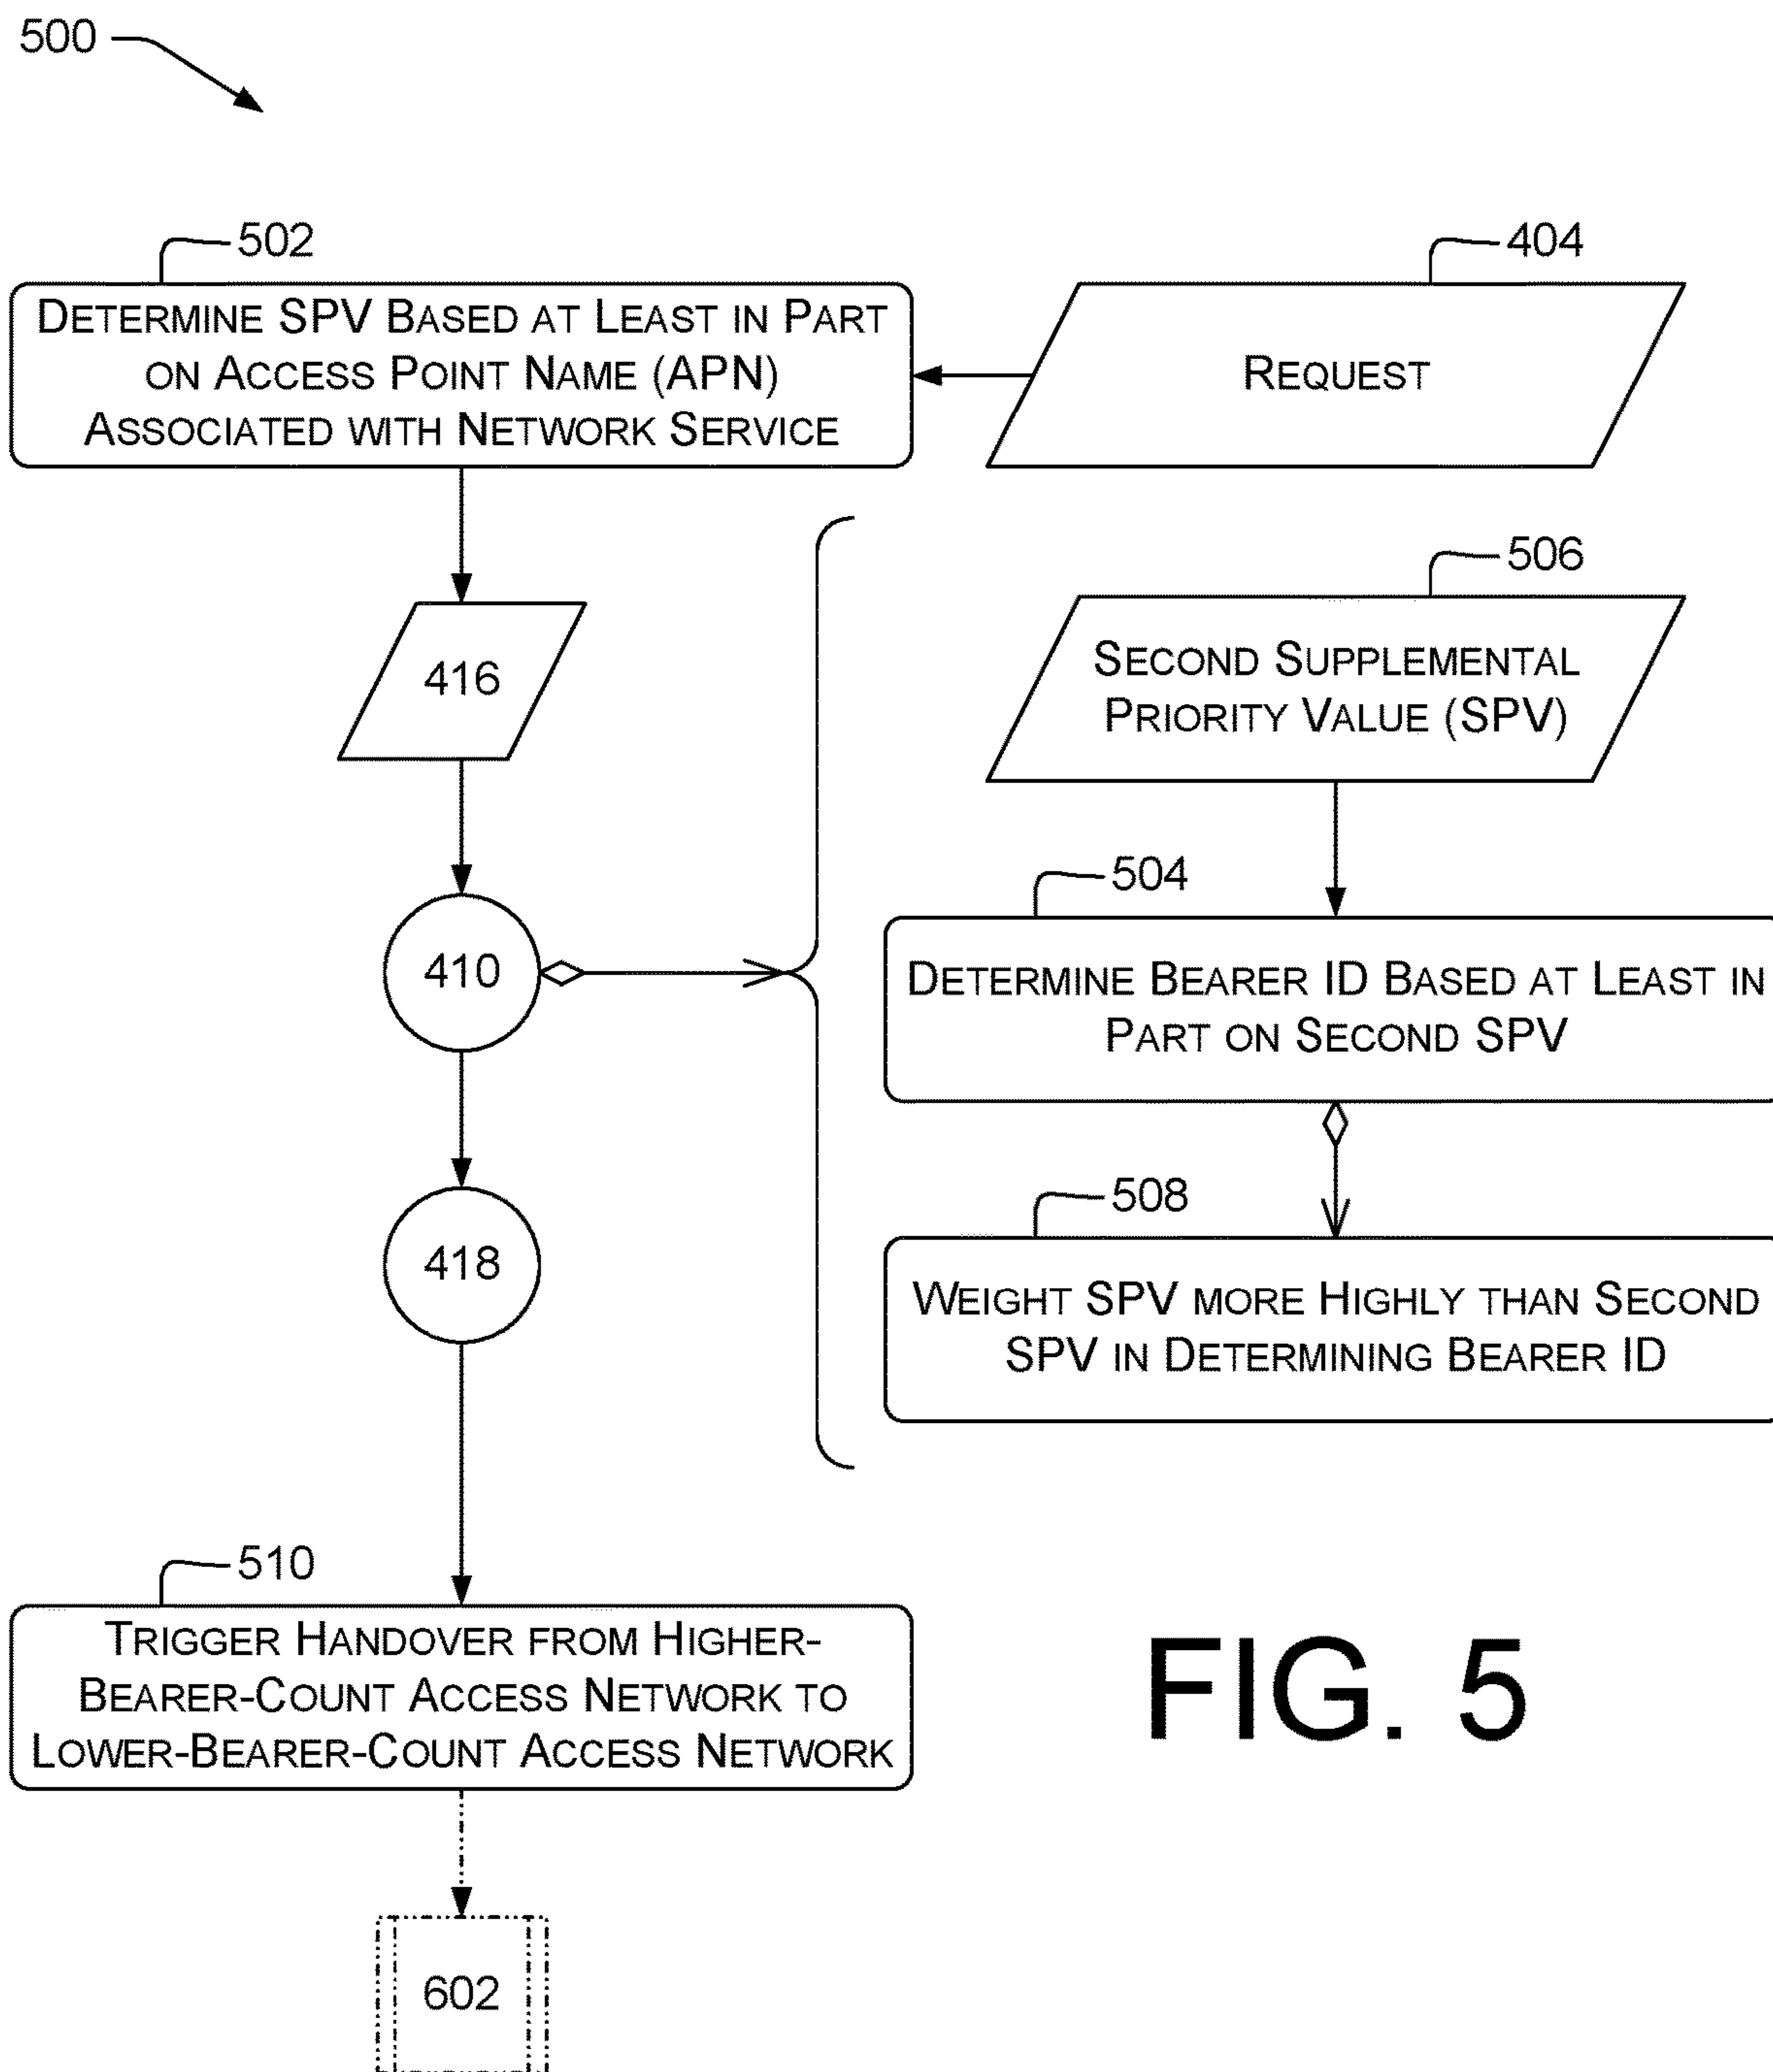 500
502
DETERMINE SPV BASED AT LEAST IN PART
ON ACCESS POINT NAME (APN)
ASSOCIATED WITH NETWORK SERVICE
404
REQUEST
416
506
SECOND SUPPLEMENTAL
PRIORITY VALUE (SPV)
410
504
DETERMINE BEARER ID BASED AT LEAST IN
PART ON SECOND SPV
418
508
WEIGHT SPV MORE HIGHLY THAN SECOND
SPV IN DETERMINING BEARER ID
510
TRIGGER HANDOVER FROM HIGHER-
BEARER-COUNT ACCESS NETWORK TO
LOWER-BEARER-COUNT ACCESS NETWORK
602
FIG. 5